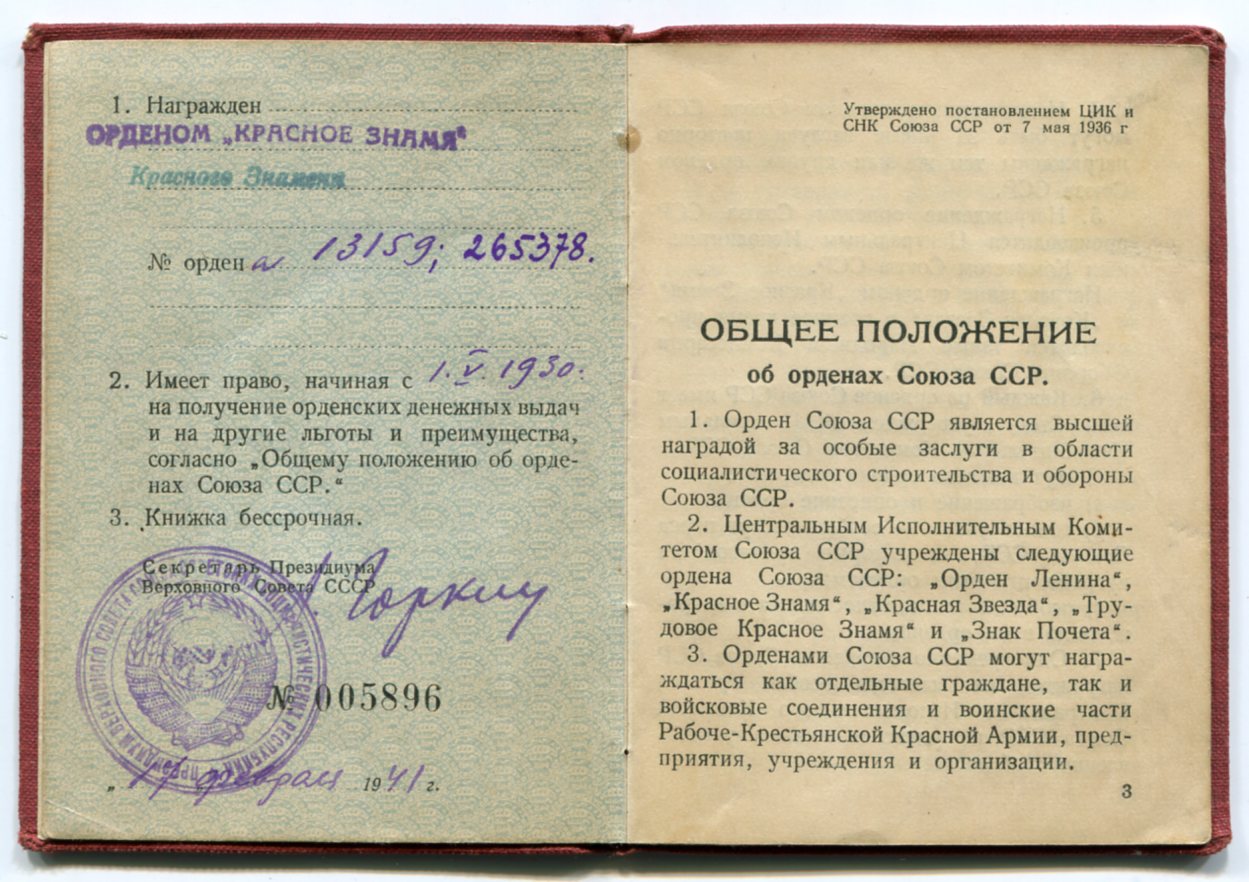 1. Награжден
ОРДЕНОМ „КРАСНОЕ ЗНАМЯ“
Красного Знамени
№ орден а 13159; 265378.
2. Имеет право, начиная с 1. V. 1930.
на получение орденских денежных выдач
и на другие льготы и преимущества,
согласно „Общему положению об орде-
нах Союза ССР.“
3. Книжка бессрочная.
Секретарь Президиума
Верховного Совета СССР
Горкин
№ 005896
февраля 1941 г.
Утверждено постановлением ЦИК и
СНК Союза ССР от 7 мая 1936 г
ОБЩЕЕ ПОЛОЖЕНИЕ
об орденах Союза ССР.
1. Орден Союза ССР является высшей
наградой за особые заслуги в области
социалистического строительства и обороны
Союза ССР.
2. Центральным Исполнительным Коми-
тетом Союза ССР учреждены следующие
ордена Союза ССР: „Орден Ленина“,
„Красное Знамя“, „Красная Звезда“, „Тру-
довое Красное Знамя“ и „Знак Почета“.
3. Орденами Союза ССР могут награ-
ждаться как отдельные граждане, так и
войсковые соединения и воинские части
Рабоче-Крестьянской Красной Армии, пред-
приятия, учреждения и организации.
3